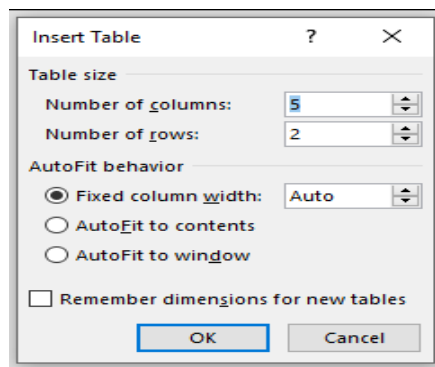 Insert Table ?
Table size
Number of columns: 5
Number of rows: 2
AutoFit behavior
Fixed column width: Auto
AutoFit to contents
AutoFit to window
Remember dimensions for new tables
OK Cancel